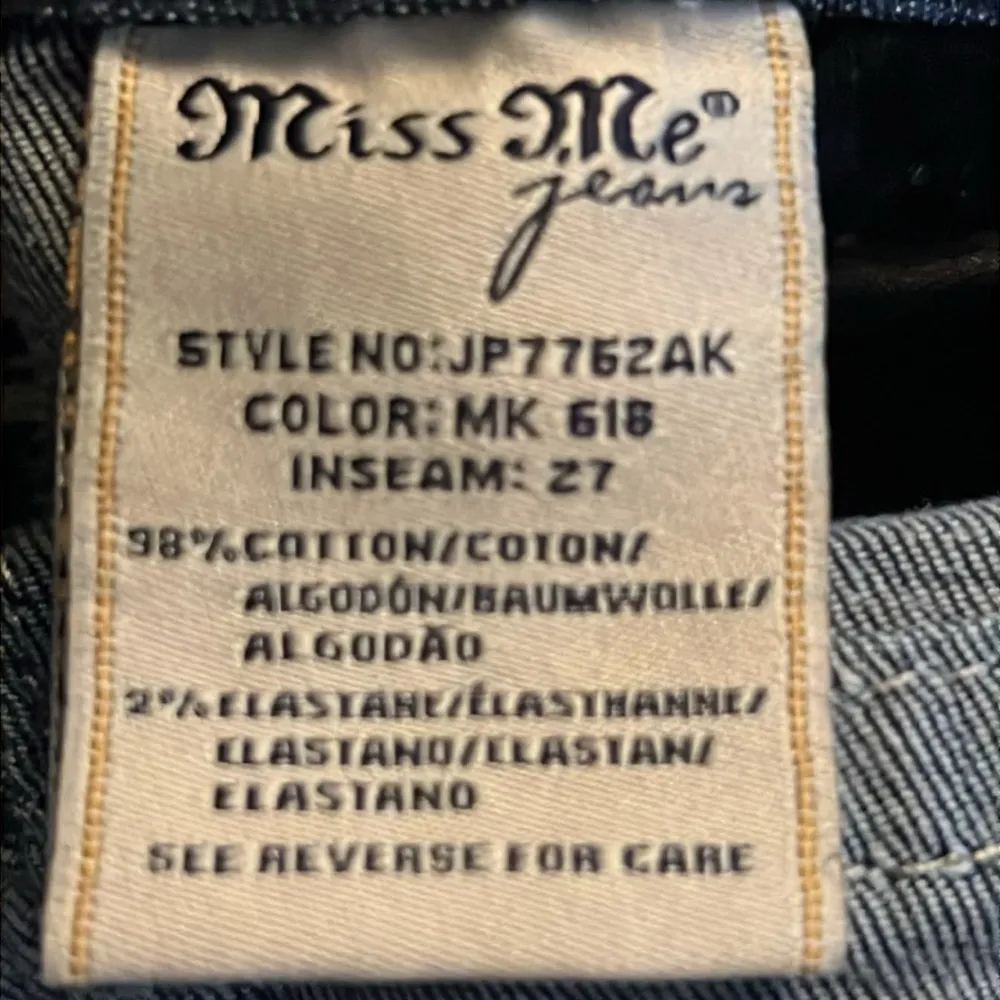 Miss Me®
jeans
STYLE NO:JP7762AK
COLOR: MK 618
INSEAM: 27
98% COTTON/COTON/
ALGODÓN/BAUMWOLLE/
ALGODÃO
2% ELASTANE/ÉLASTHANNE/
ELASTANO/ELASTAN/
ELASTANO
SEE REVERSE FOR CARE